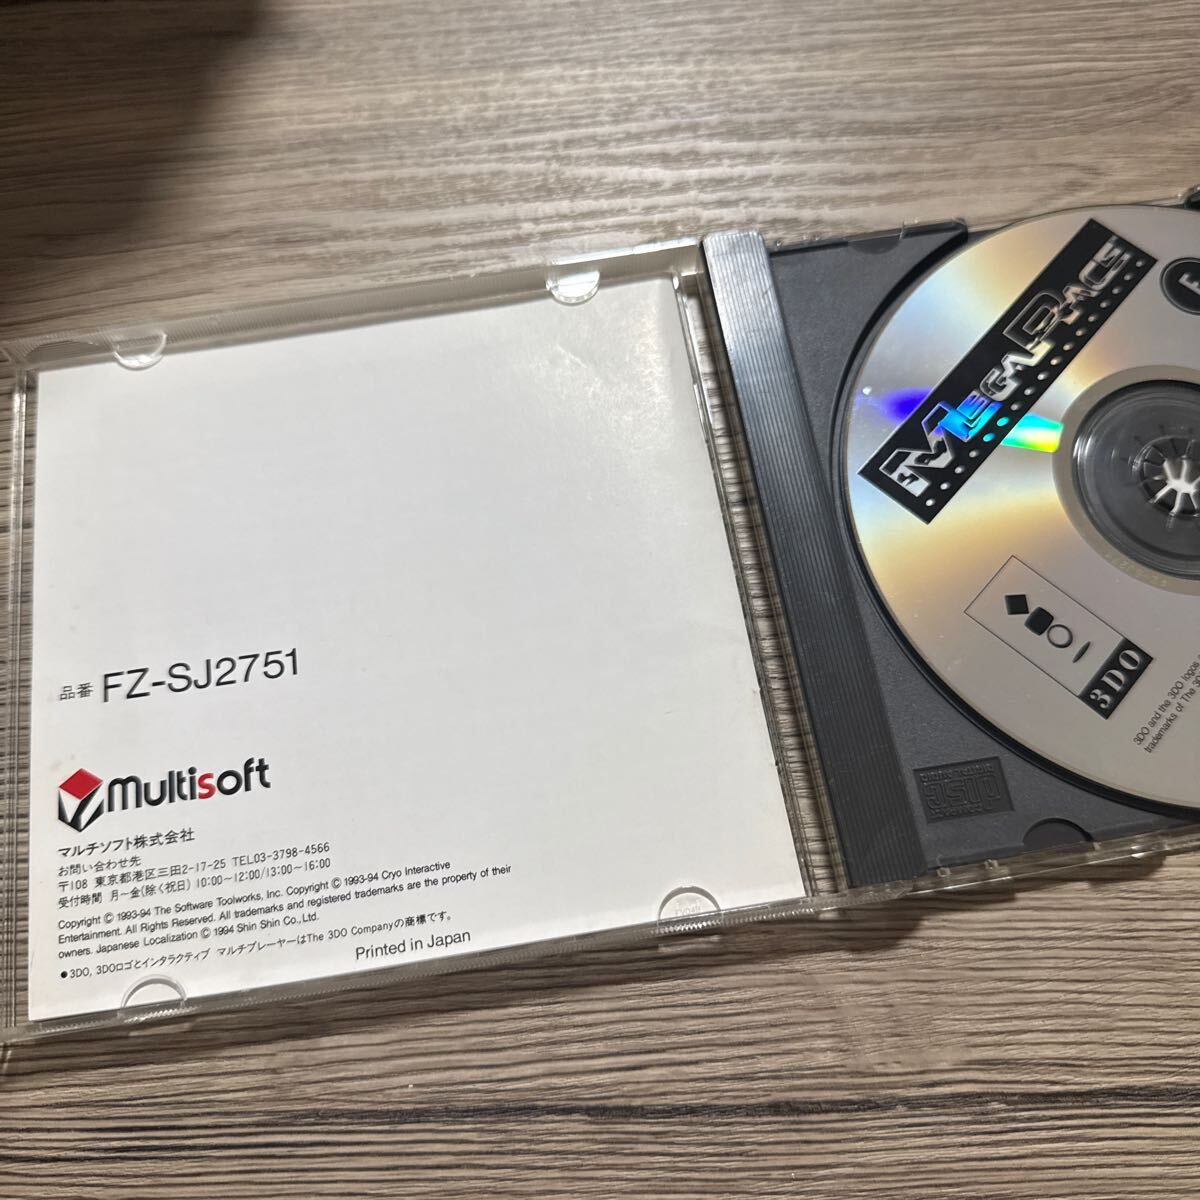 品番 FZ-SJ2751
multisoft
マルチソフト株式会社
お問い合わせ先
〒108 東京都港区三田2-17-25 TEL03-3798-4566
受付時間 月〜金(除く祝日) 10:00〜12:00/13:00〜16:00
Copyright © 1993-94 The Software Toolworks, Inc. Copyright © 1993-94 Cryo Interactive
Entertainment. All Rights Reserved. All trademarks and registered trademarks are the property of their
owners. Japanese Localization © 1994 Shin Shin Co., Ltd.
●3DO, 3DOロゴとインタラクティブ マルチプレーヤーはThe 3DO Companyの商標です。
Printed in Japan
MEGARACE
3DO
3DO and the 3DO logos
trademarks of The
COMPACT
disc
DIGITAL AUDIO